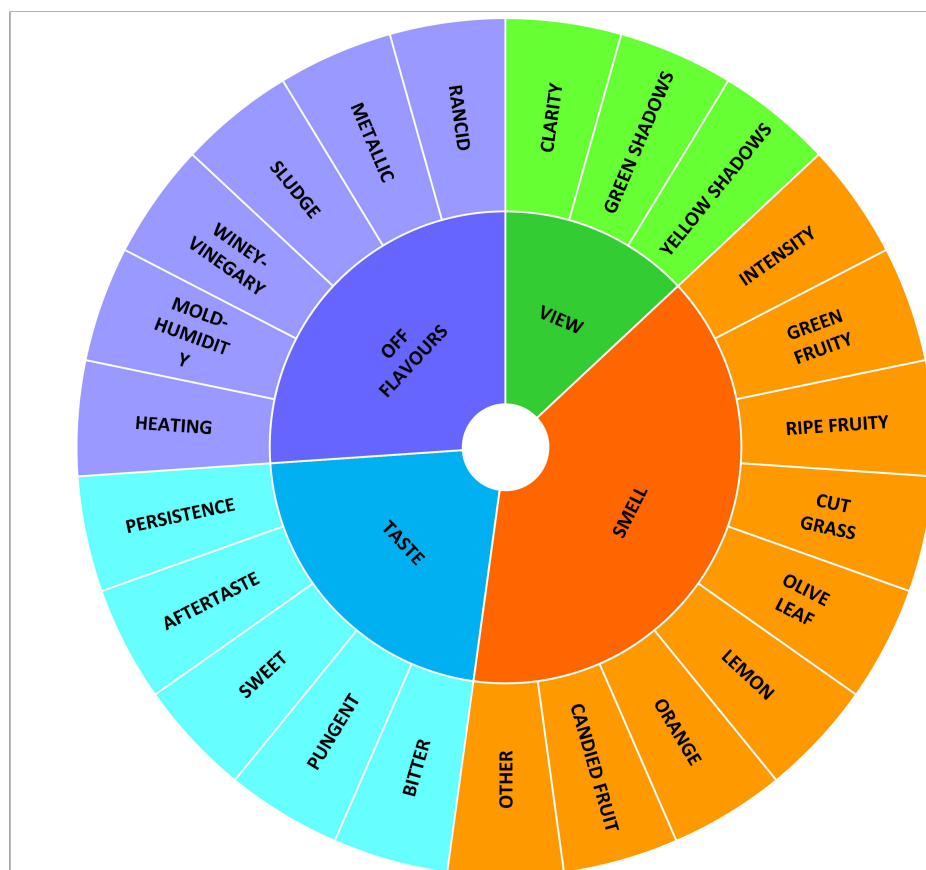 VIEW
CLARITY
GREEN SHADOWS
YELLOW SHADOWS
SMELL
INTENSITY
GREEN
FRUITY
RIPE FRUITY
CUT
GRASS
OLIVE
LEAF
LEMON
ORANGE
CANDIED FRUIT
OTHER
TASTE
BITTER
PUNGENT
SWEET
AFTERTASTE
PERSISTENCE
OFF
FLAVOURS
HEATING
MOLD-
HUMIDIT
Y
WINEY-
VINEGARY
SLUDGE
METALLIC
RANCID